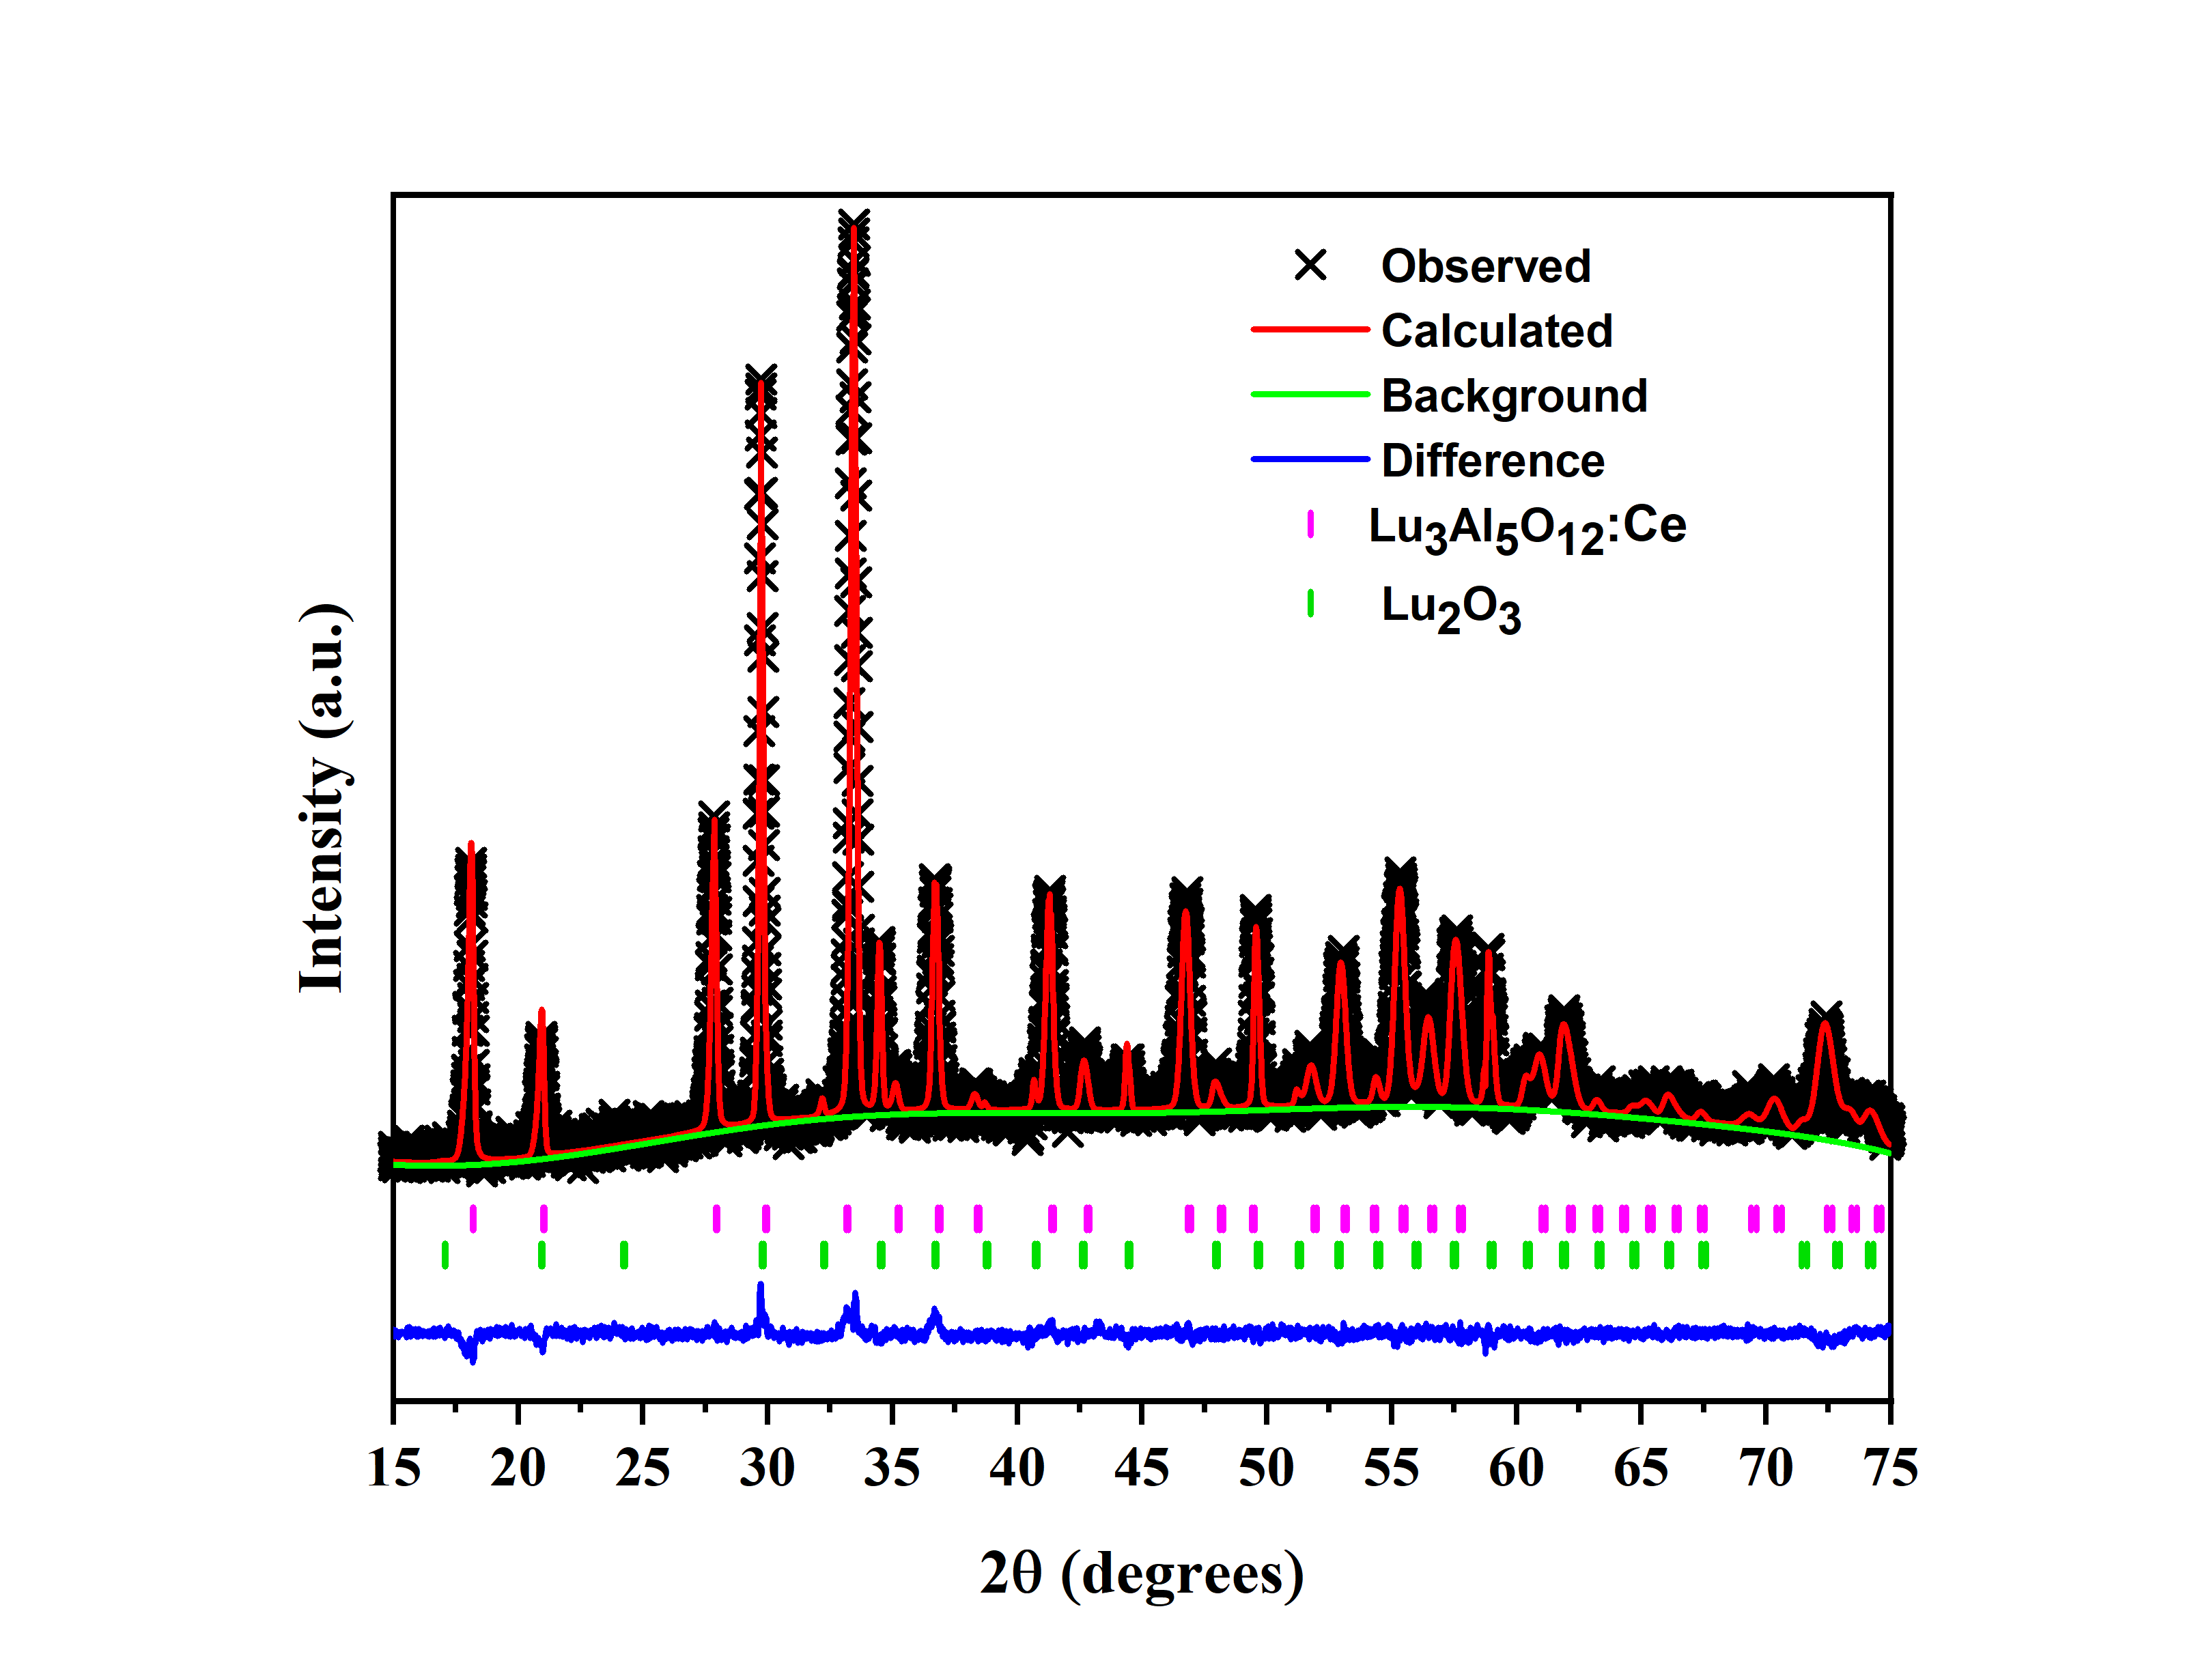 Observed
Calculated
Background
Difference
Lu3Al5O12:Ce
Lu2O3
Intensity (a.u.)
15 20 25 30 35 40 45 50 55 60 65 70 75
2θ (degrees)